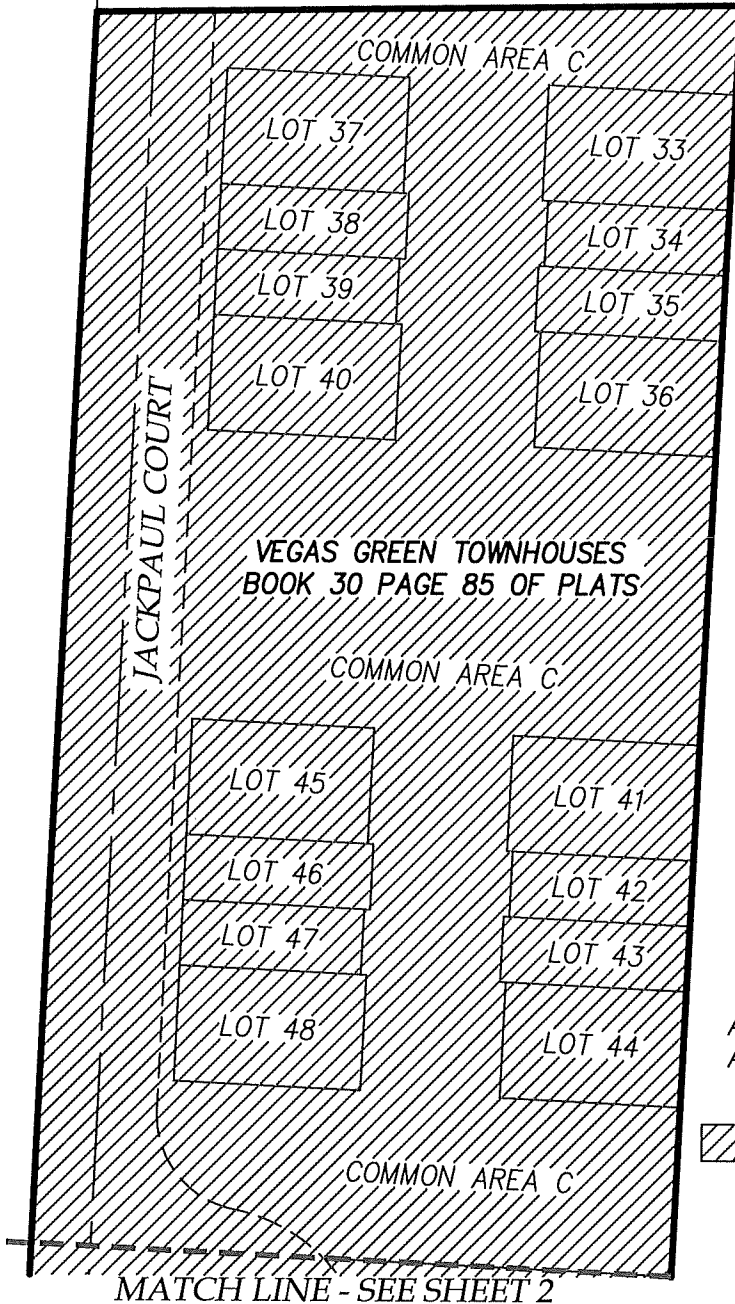 COMMON AREA C
LOT 37
LOT 33
LOT 38
LOT 34
LOT 39
LOT 35
LOT 40
LOT 36
JACKPAUL COURT
VEGAS GREEN TOWNHOUSES
BOOK 30 PAGE 85 OF PLATS
COMMON AREA C
LOT 45
LOT 41
LOT 46
LOT 42
LOT 47
LOT 43
LOT 48
LOT 44
A
A
COMMON AREA C
MATCH LINE - SEE SHEET 2